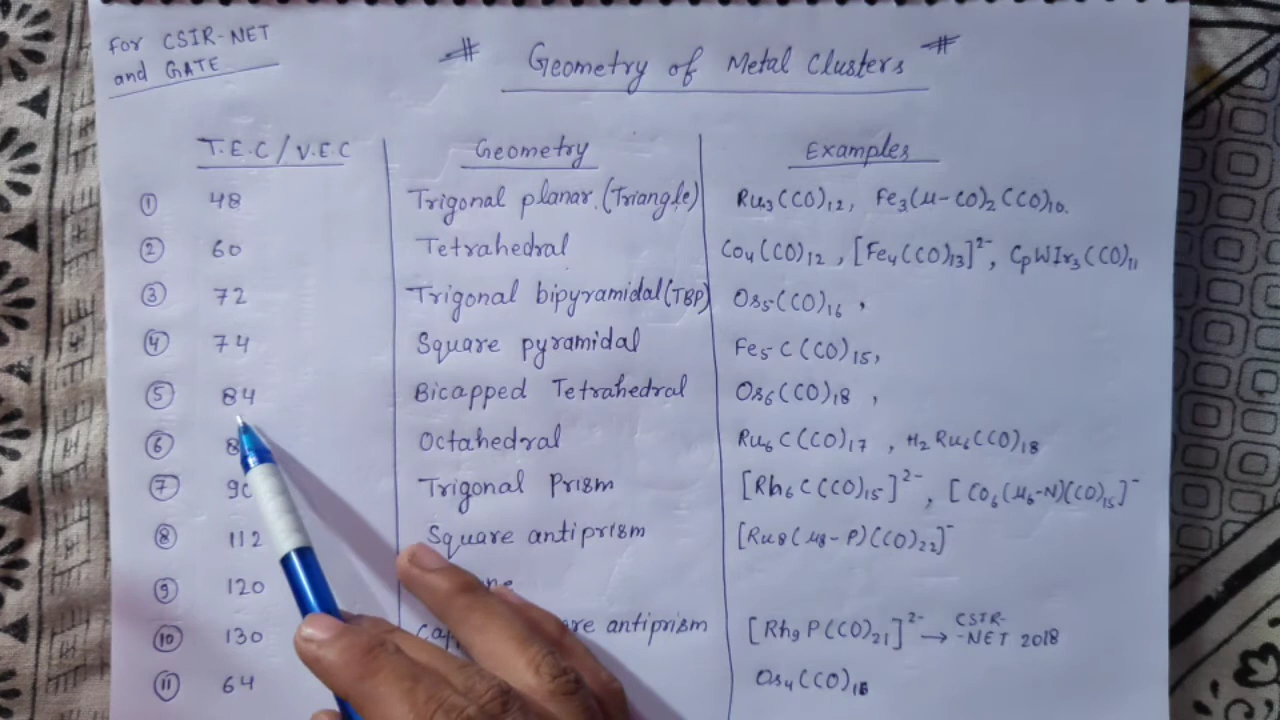 For CSIR-NET
and GATE
# Geometry of Metal Clusters #
T.E.C / V.E.C Geometry Examples
① 48 Trigonal planar (Triangle) Ru₃(CO)₁₂, Fe₃(μ-CO)₂(CO)₁₀.
② 60 Tetrahedral Co₄(CO)₁₂, [Fe₄(CO)₁₃]²⁻, CpWIr₃(CO)₁₁
③ 72 Trigonal bipyramidal (TBP) Os₅(CO)₁₆,
④ 74 Square pyramidal Fe₅C(CO)₁₅,
⑤ 84 Bicapped Tetrahedral Os₆(CO)₁₈,
⑥ Octahedral Ru₆C(CO)₁₇, H₂Ru₆(CO)₁₈
⑦ Trigonal Prism [Rh₆C(CO)₁₅]²⁻, [Co₆(μ₆-N)(CO)₁₅]⁻
⑧ 112 Square antiprism [Ru₈(μ₈-P)(CO)₂₂]⁻
⑨ 120
⑩ 130 antiprism [Rh₉P(CO)₂₁]²⁻ → CSIR-
-NET 2018
⑪ 64 Os₄(CO)₁₆